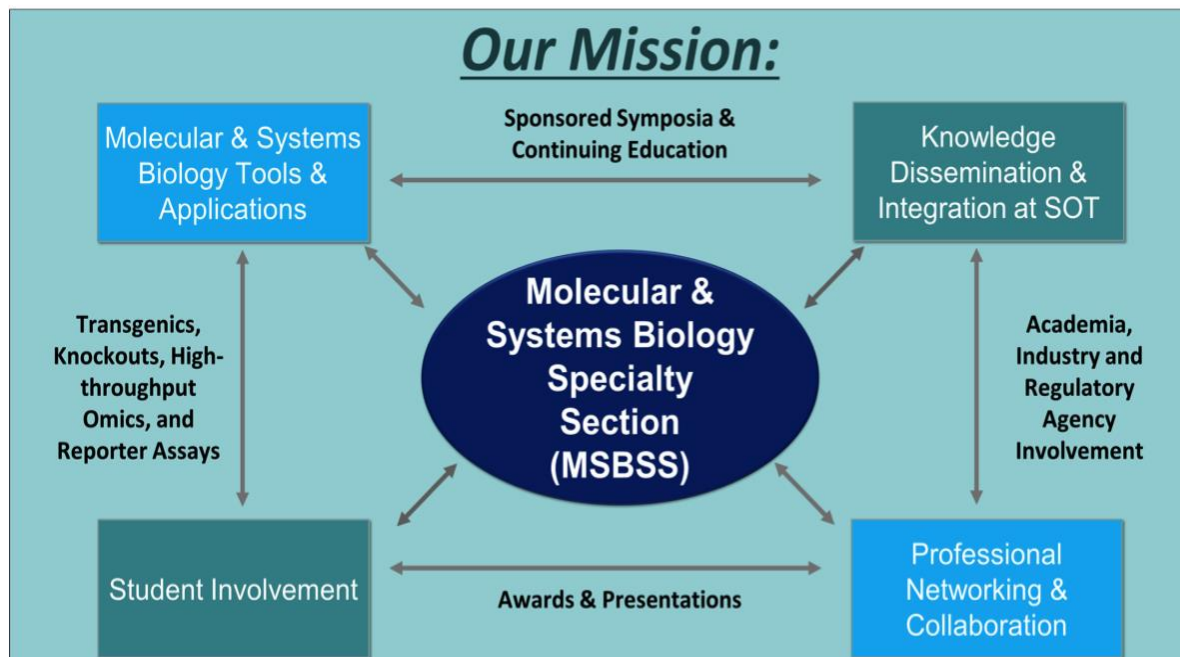 Our Mission:
Molecular & Systems
Biology Tools &
Applications
Sponsored Symposia &
Continuing Education
Knowledge
Dissemination &
Integration at SOT
Transgenics,
Knockouts, High-
throughput
Omics, and
Reporter Assays
Molecular &
Systems Biology
Specialty
Section
(MSBSS)
Academia,
Industry and
Regulatory
Agency
Involvement
Student Involvement
Awards & Presentations
Professional
Networking &
Collaboration